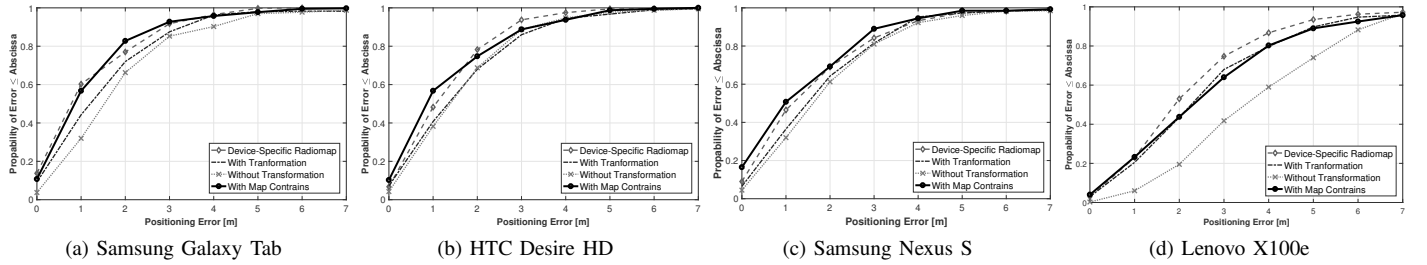 Propability of Error ≤ Abscissa
1
0.8
0.6
0.4
0.2
0
0 1 2 3 4 5 6 7
Positioning Error [m]
Device-Specific Radiomap
With Tranformation
Without Transformation
With Map Contrains
(a) Samsung Galaxy Tab
Propability of Error ≤ Abscissa
1
0.8
0.6
0.4
0.2
0
0 1 2 3 4 5 6 7
Positioning Error [m]
Device-Specific Radiomap
With Tranformation
Without Transformation
With Map Contrains
(b) HTC Desire HD
Propability of Error ≤ Abscissa
1
0.8
0.6
0.4
0.2
0
0 1 2 3 4 5 6 7
Positioning Error [m]
Device-Specific Radiomap
With Tranformation
Without Transformation
With Map Contrains
(c) Samsung Nexus S
Propability of Error ≤ Abscissa
1
0.8
0.6
0.4
0.2
0
0 1 2 3 4 5 6 7
Positioning Error [m]
Device-Specific Radiomap
With Tranformation
Without Transformation
With Map Contrains
(d) Lenovo X100e